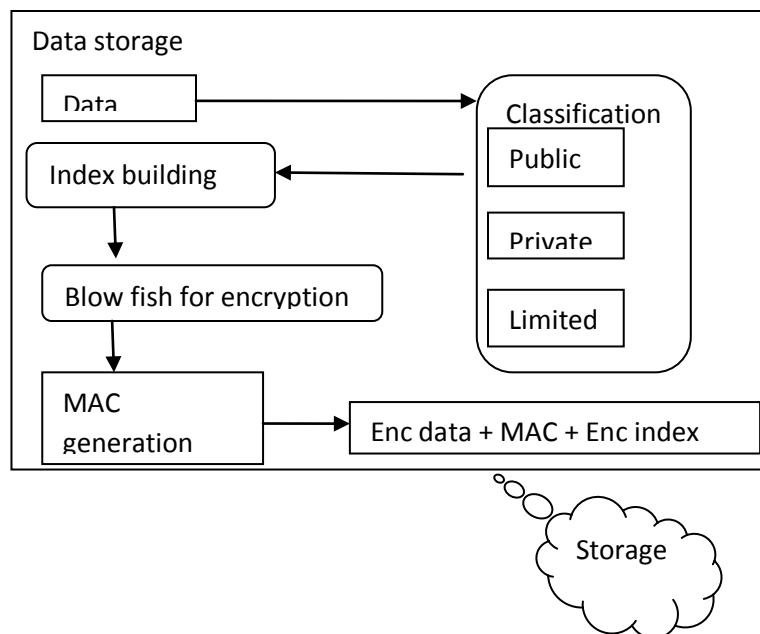 Data storage
Data
Classification
Public
Index building
Private
Blow fish for encryption
Limited
MAC
generation
Enc data + MAC + Enc index
Storage